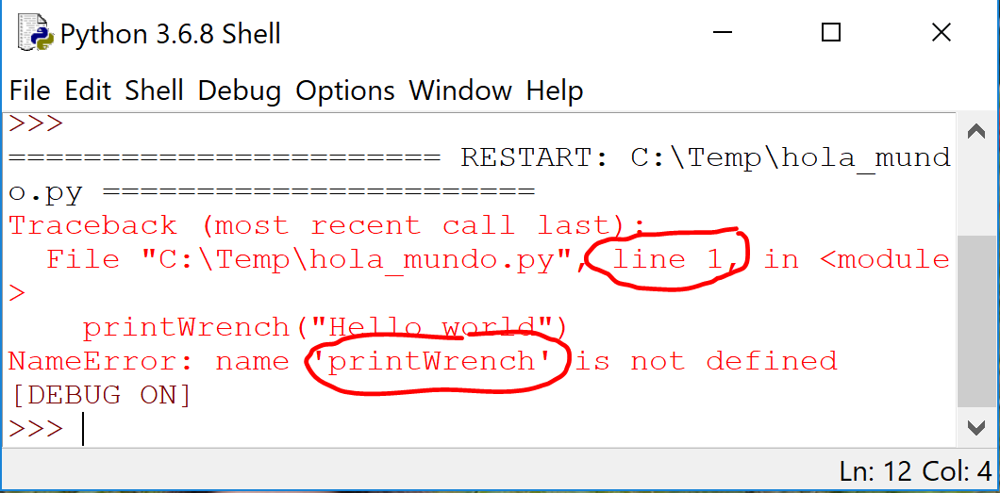 Python 3.6.8 Shell
File Edit Shell Debug Options Window Help
>>>
======================= RESTART: C:\Temp\hola_mund
o.py =======================
Traceback (most recent call last):
  File "C:\Temp\hola_mundo.py", line 1, in <module
>
    printWrench("Hello world")
NameError: name 'printWrench' is not defined
[DEBUG ON]
>>>
Ln: 12 Col: 4